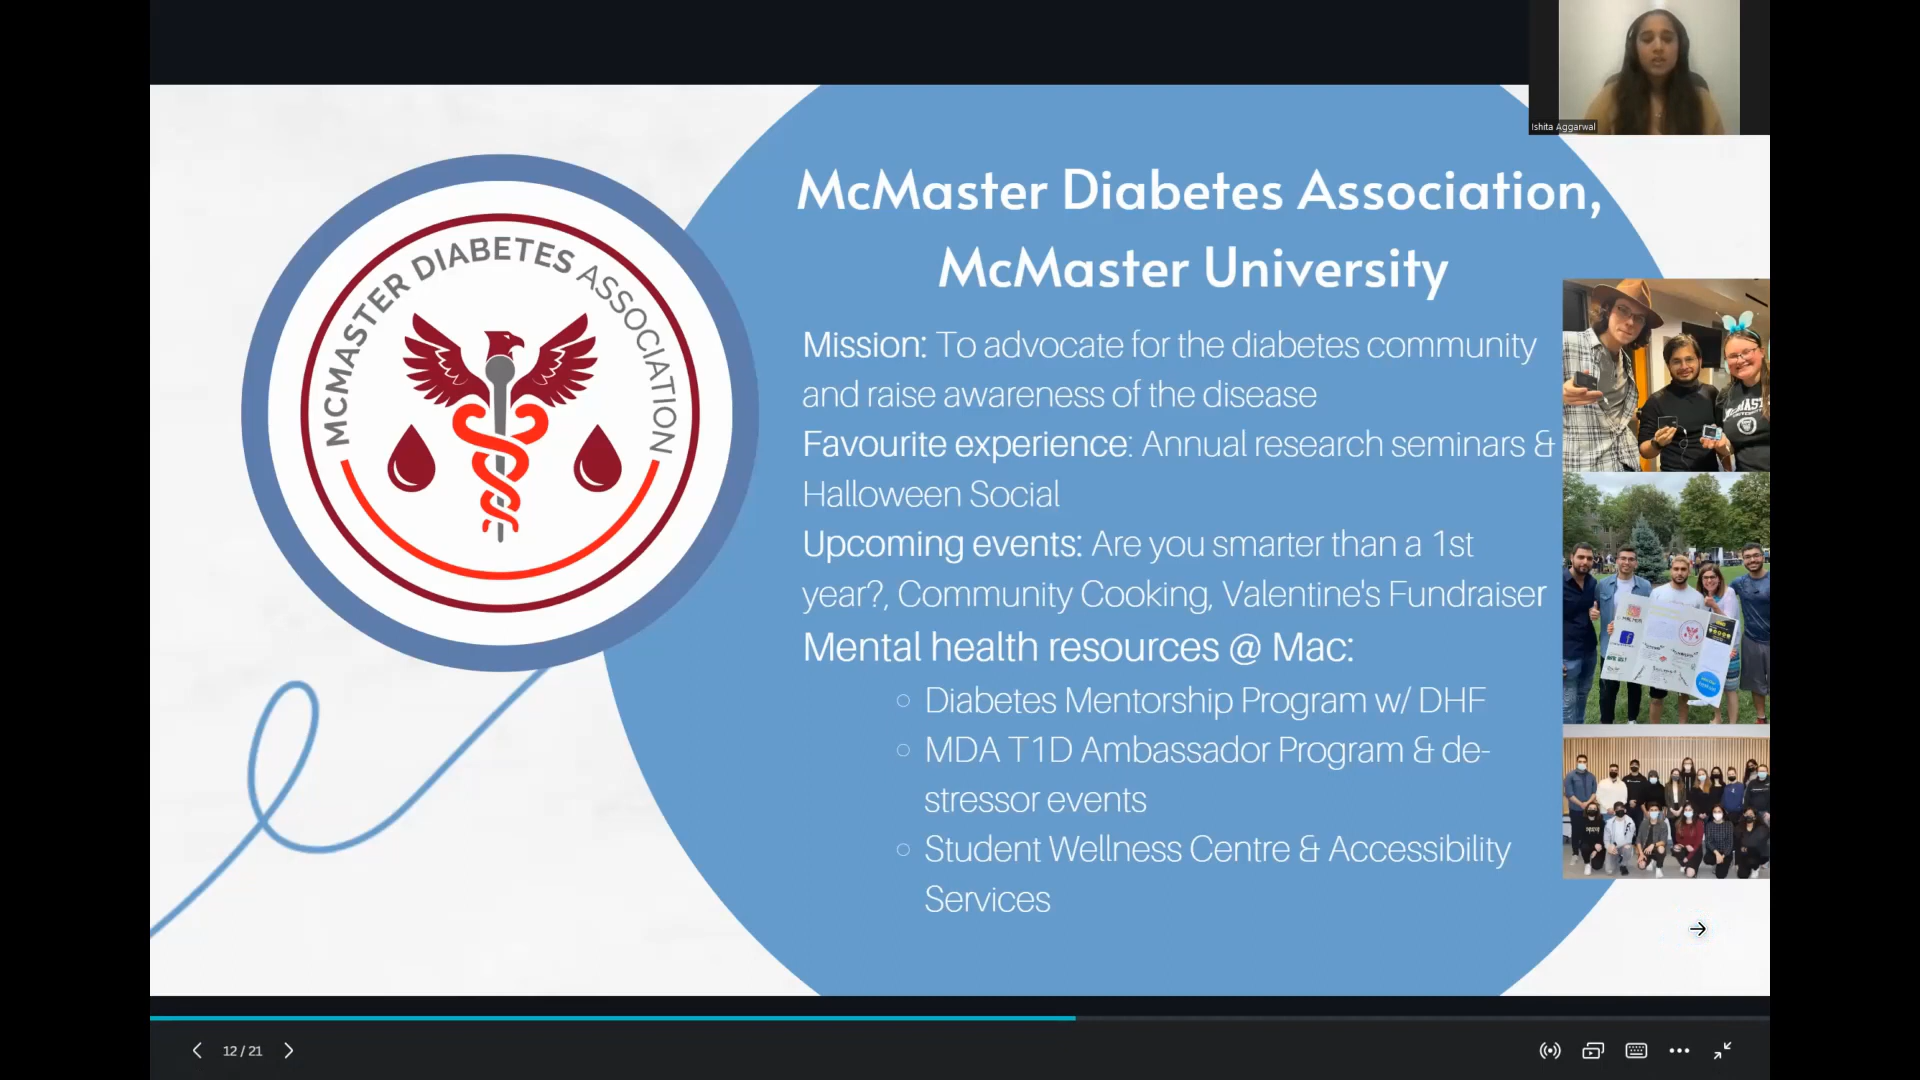 Ishita Aggarwal
MCMASTER DIABETES ASSOCIATION
McMaster Diabetes Association,
McMaster University
Mission: To advocate for the diabetes community
and raise awareness of the disease
Favourite experience: Annual research seminars &
Halloween Social
Upcoming events: Are you smarter than a 1st
year?, Community Cooking, Valentine's Fundraiser
Mental health resources @ Mac:
Diabetes Mentorship Program w/ DHF
MDA T1D Ambassador Program & de-
stressor events
Student Wellness Centre & Accessibility
Services
12 / 21